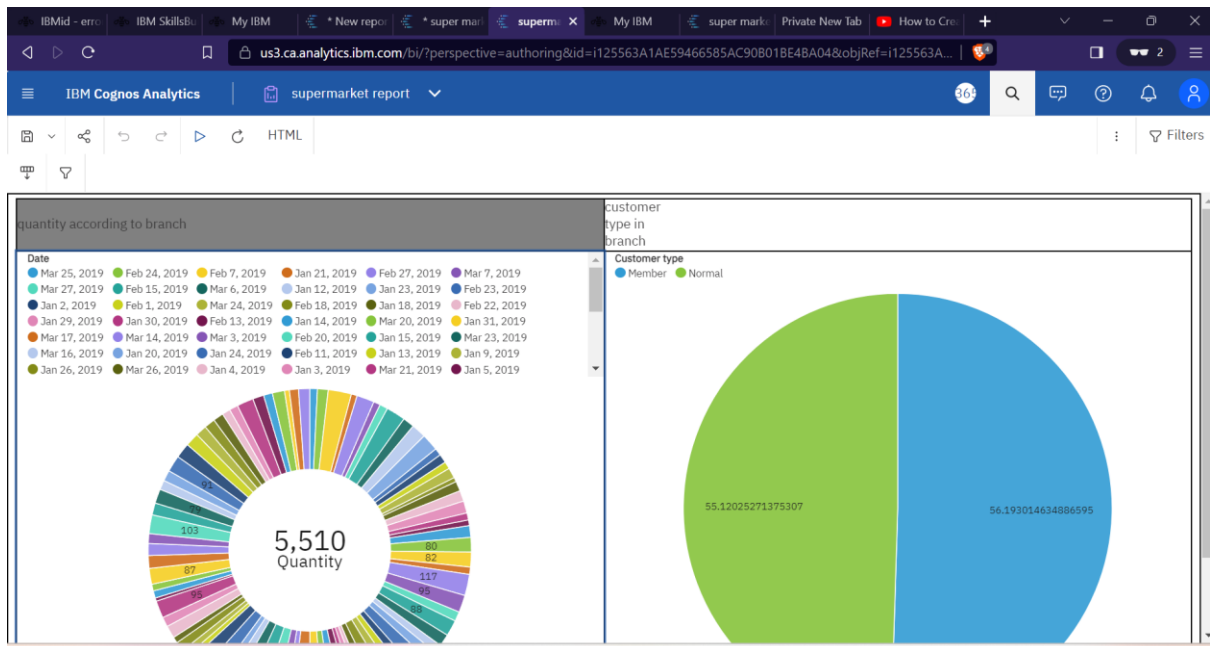 IBMid - erro IBM SkillsBu My IBM * New repor * super mar superma My IBM super marke Private New Tab How to Crea
us3.ca.analytics.ibm.com/bi/?perspective=authoring&id=i125563A1AE59466585AC90B01BE4BA04&objRef=i125563A... 4 2
IBM Cognos Analytics supermarket report 365
HTML Filters
quantity according to branch
customer
type in
branch
Date
Mar 25, 2019 Feb 24, 2019 Feb 7, 2019 Jan 21, 2019 Feb 27, 2019 Mar 7, 2019
Mar 27, 2019 Feb 15, 2019 Mar 6, 2019 Jan 12, 2019 Jan 23, 2019 Feb 23, 2019
Jan 2, 2019 Feb 1, 2019 Mar 24, 2019 Feb 18, 2019 Jan 18, 2019 Feb 22, 2019
Jan 29, 2019 Jan 30, 2019 Feb 13, 2019 Jan 14, 2019 Mar 20, 2019 Jan 31, 2019
Mar 17, 2019 Mar 14, 2019 Mar 3, 2019 Feb 20, 2019 Jan 15, 2019 Mar 23, 2019
Mar 16, 2019 Jan 20, 2019 Jan 24, 2019 Feb 11, 2019 Jan 13, 2019 Jan 9, 2019
Jan 26, 2019 Mar 26, 2019 Jan 4, 2019 Jan 3, 2019 Mar 21, 2019 Jan 5, 2019
91
79
103
87
95
5,510
Quantity
80
82
117
95
88
Customer type
Member Normal
55.12025271375307
56.193014634886595